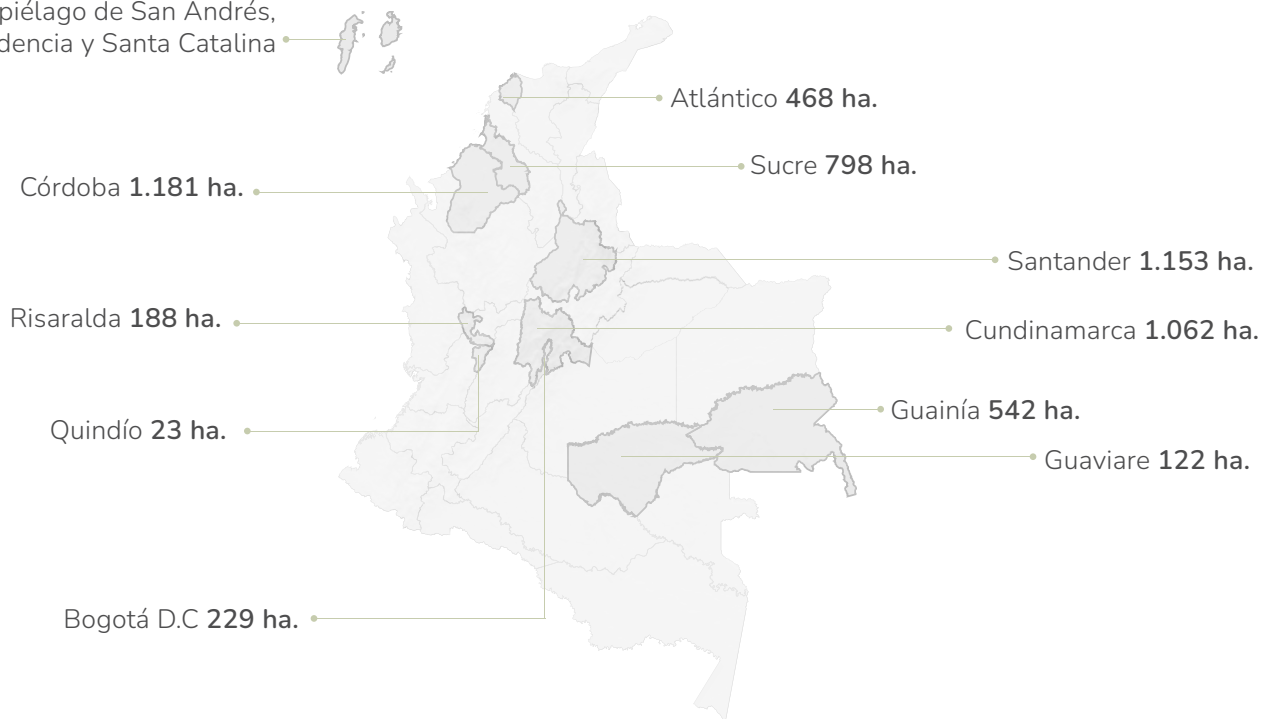 piélago de San Andrés,
dencia y Santa Catalina
Atlántico 468 ha.
Sucre 798 ha.
Córdoba 1.181 ha.
Santander 1.153 ha.
Risaralda 188 ha.
Cundinamarca 1.062 ha.
Guainía 542 ha.
Quindío 23 ha.
Guaviare 122 ha.
Bogotá D.C 229 ha.